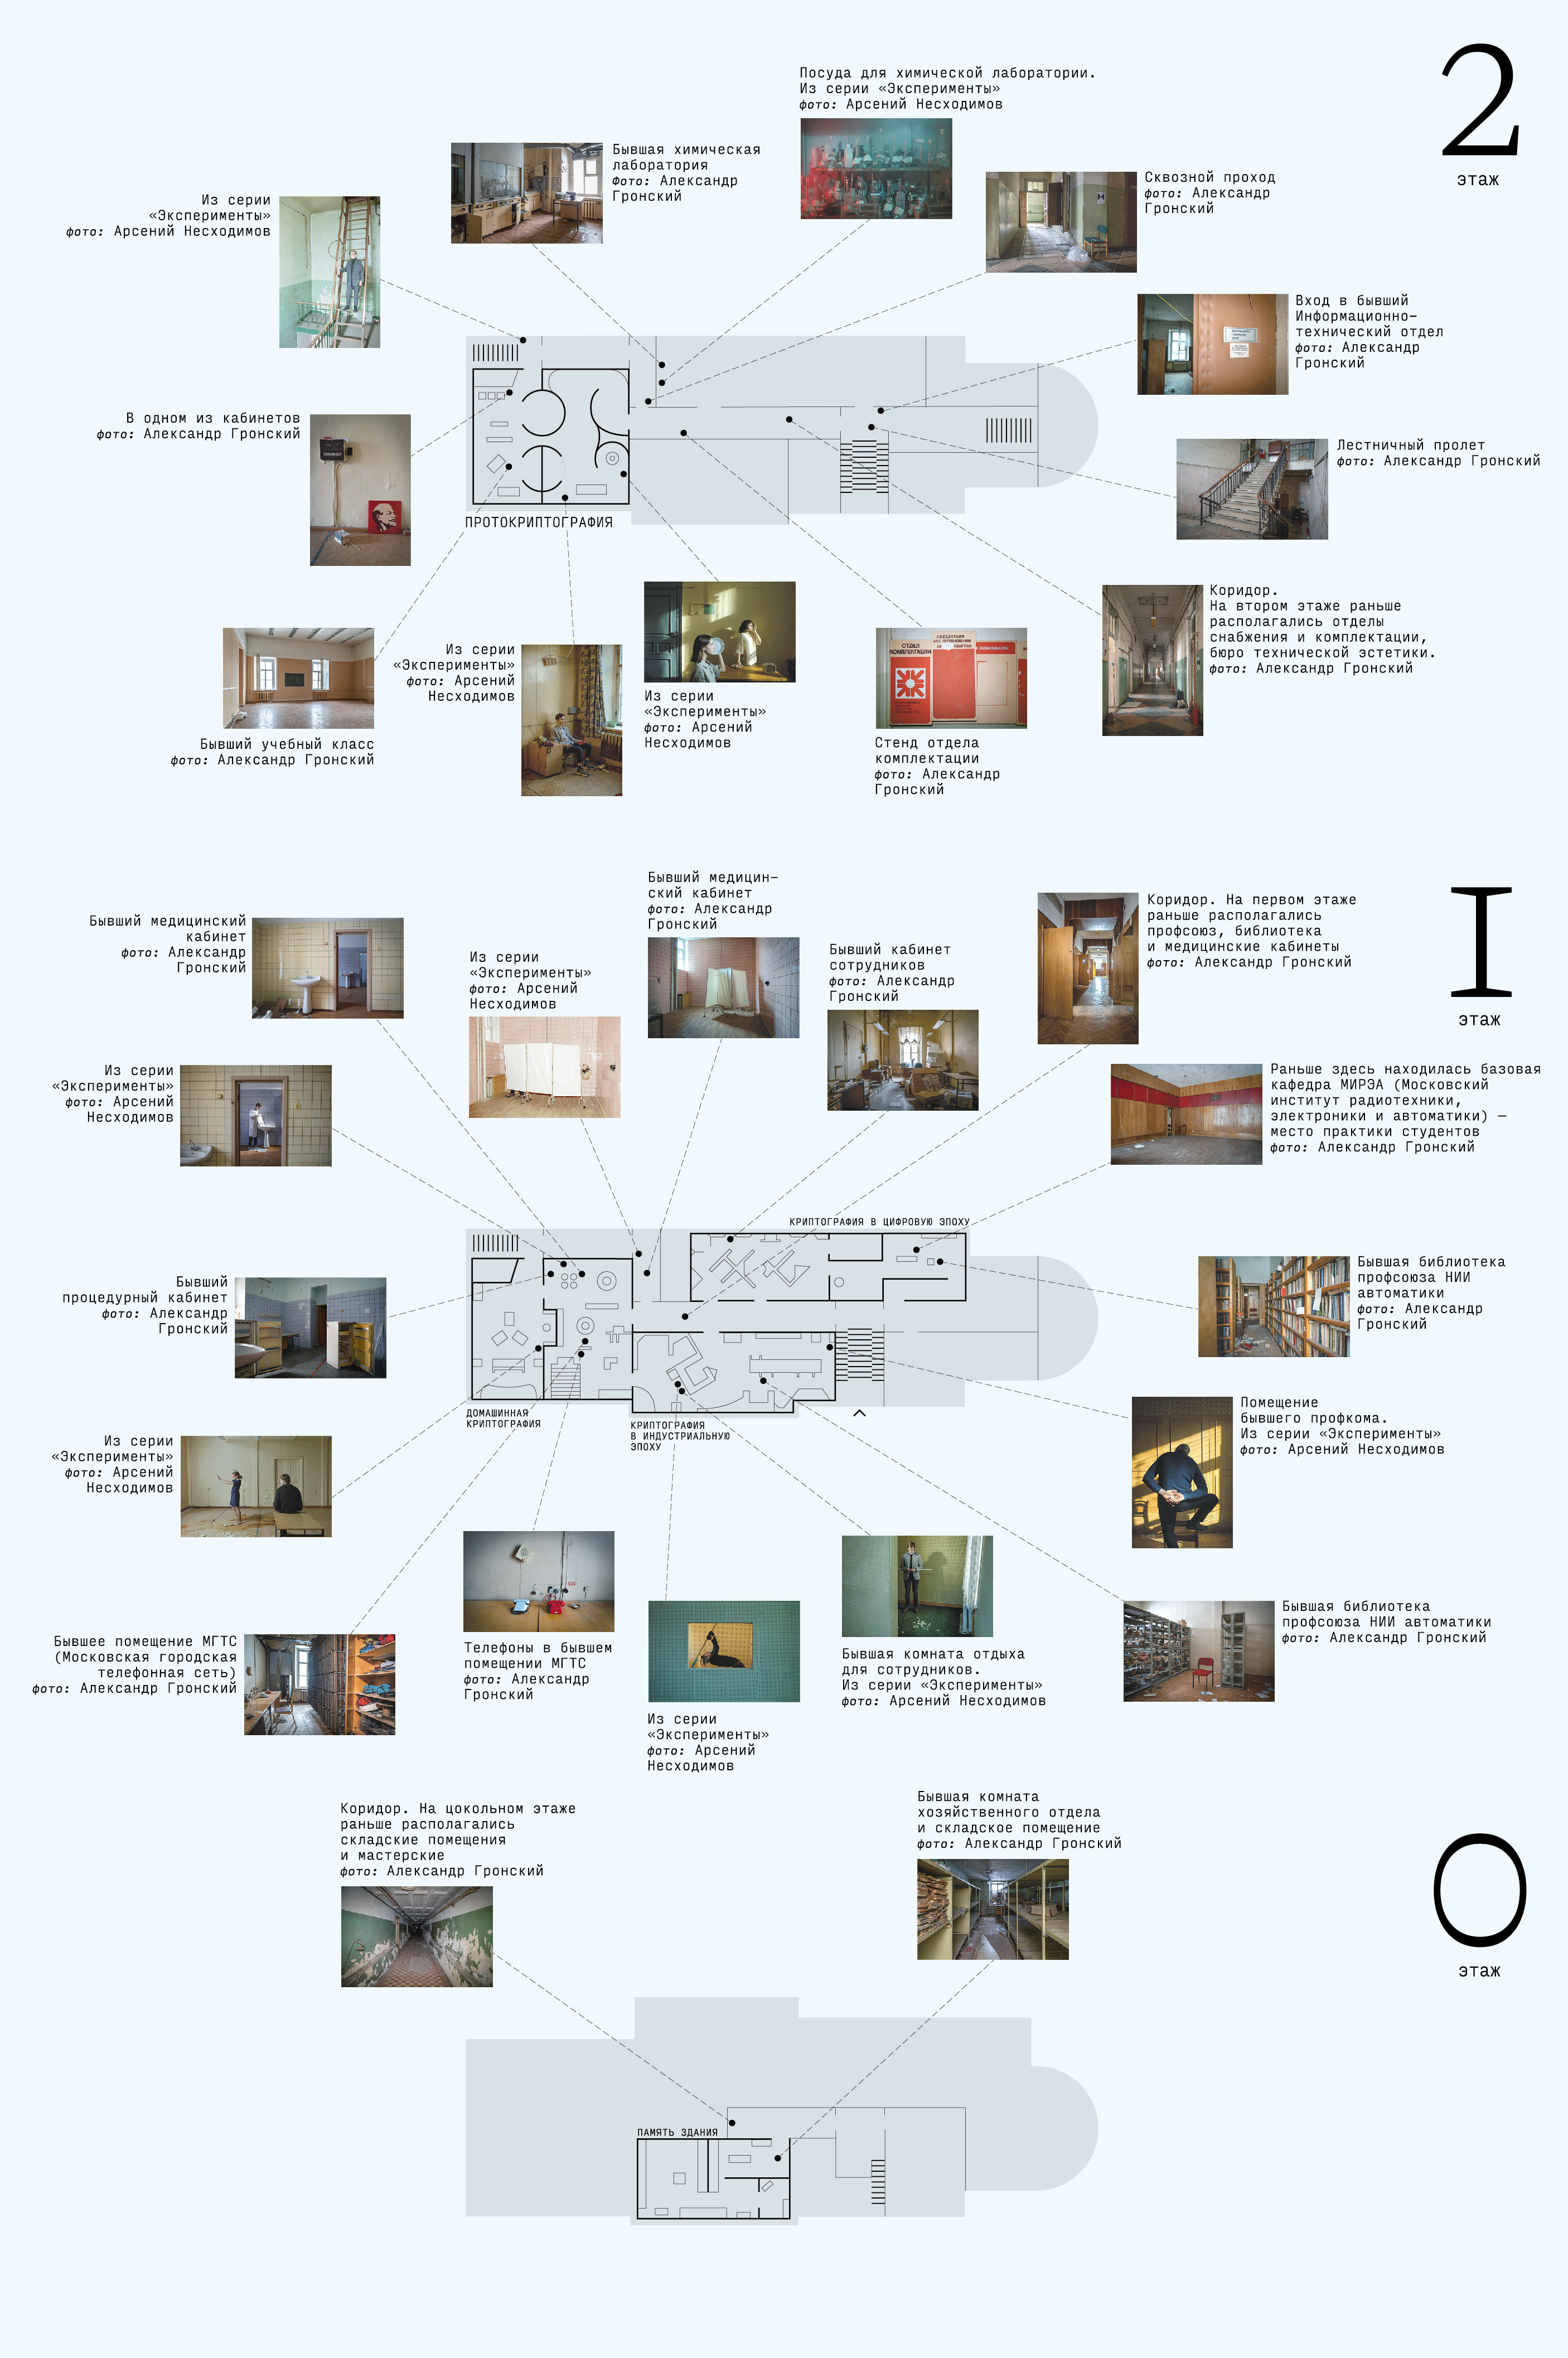 2
этаж
Посуда для химической лаборатории.
Из серии «Эксперименты»
фото: Арсений Несходимов
Бывшая химическая
лаборатория
Фото: Александр
Гронский
Сквозной проход
фото: Александр
Гронский
Из серии
«Эксперименты»
фото: Арсений Несходимов
Вход в бывший
Информационно-
технический отдел
фото: Александр
Гронский
В одном из кабинетов
фото: Александр Гронский
Лестничный пролет
фото: Александр Гронский
ПРОТОКРИПТОГРАФИЯ
Коридор.
На втором этаже раньше
располагались отделы
снабжения и комплектации,
бюро технической эстетики.
фото: Александр Гронский
Из серии
«Эксперименты»
фото: Арсений
Несходимов
Из серии
«Эксперименты»
фото: Арсений
Несходимов
ОТДЕЛ
КОМПЛЕКТАЦИИ
Бывший учебный класс
фото: Александр Гронский
Стенд отдела
комплектации
фото: Александр
Гронский
I
этаж
Бывший медицин-
ский кабинет
фото: Александр
Гронский
Коридор. На первом этаже
раньше располагались
профсоюз, библиотека
и медицинские кабинеты
фото: Александр Гронский
Бывший медицинский
кабинет
фото: Александр
Гронский
Из серии
«Эксперименты»
фото: Арсений
Несходимов
Бывший кабинет
сотрудников
фото: Александр
Гронский
Из серии
«Эксперименты»
фото: Арсений
Несходимов
Раньше здесь находилась базовая
кафедра МИРЭА (Московский
институт радиотехники,
электроники и автоматики) —
место практики студентов
фото: Александр Гронский
КРИПТОГРАФИЯ В ЦИФРОВУЮ ЭПОХУ
Бывший
процедурный кабинет
фото: Александр
Гронский
Бывшая библиотека
профсоюза НИИ
автоматики
фото: Александр
Гронский
ДОМАШИННАЯ
КРИПТОГРАФИЯ
КРИПТОГРАФИЯ
В ИНДУСТРИАЛЬНУЮ
ЭПОХУ
Помещение
бывшего профкома.
Из серии «Эксперименты»
фото: Арсений Несходимов
Из серии
«Эксперименты»
фото: Арсений
Несходимов
Бывшее помещение МГТС
(Московская городская
телефонная сеть)
фото: Александр Гронский
Телефоны в бывшем
помещении МГТС
фото: Александр
Гронский
Из серии
«Эксперименты»
фото: Арсений
Несходимов
Бывшая комната отдыха
для сотрудников.
Из серии «Эксперименты»
фото: Арсений Несходимов
Бывшая библиотека
профсоюза НИИ автоматики
фото: Александр Гронский
0
этаж
Коридор. На цокольном этаже
раньше располагались
складские помещения
и мастерские
фото: Александр Гронский
Бывшая комната
хозяйственного отдела
и складское помещение
фото: Александр Гронский
ПАМЯТЬ ЗДАНИЯ